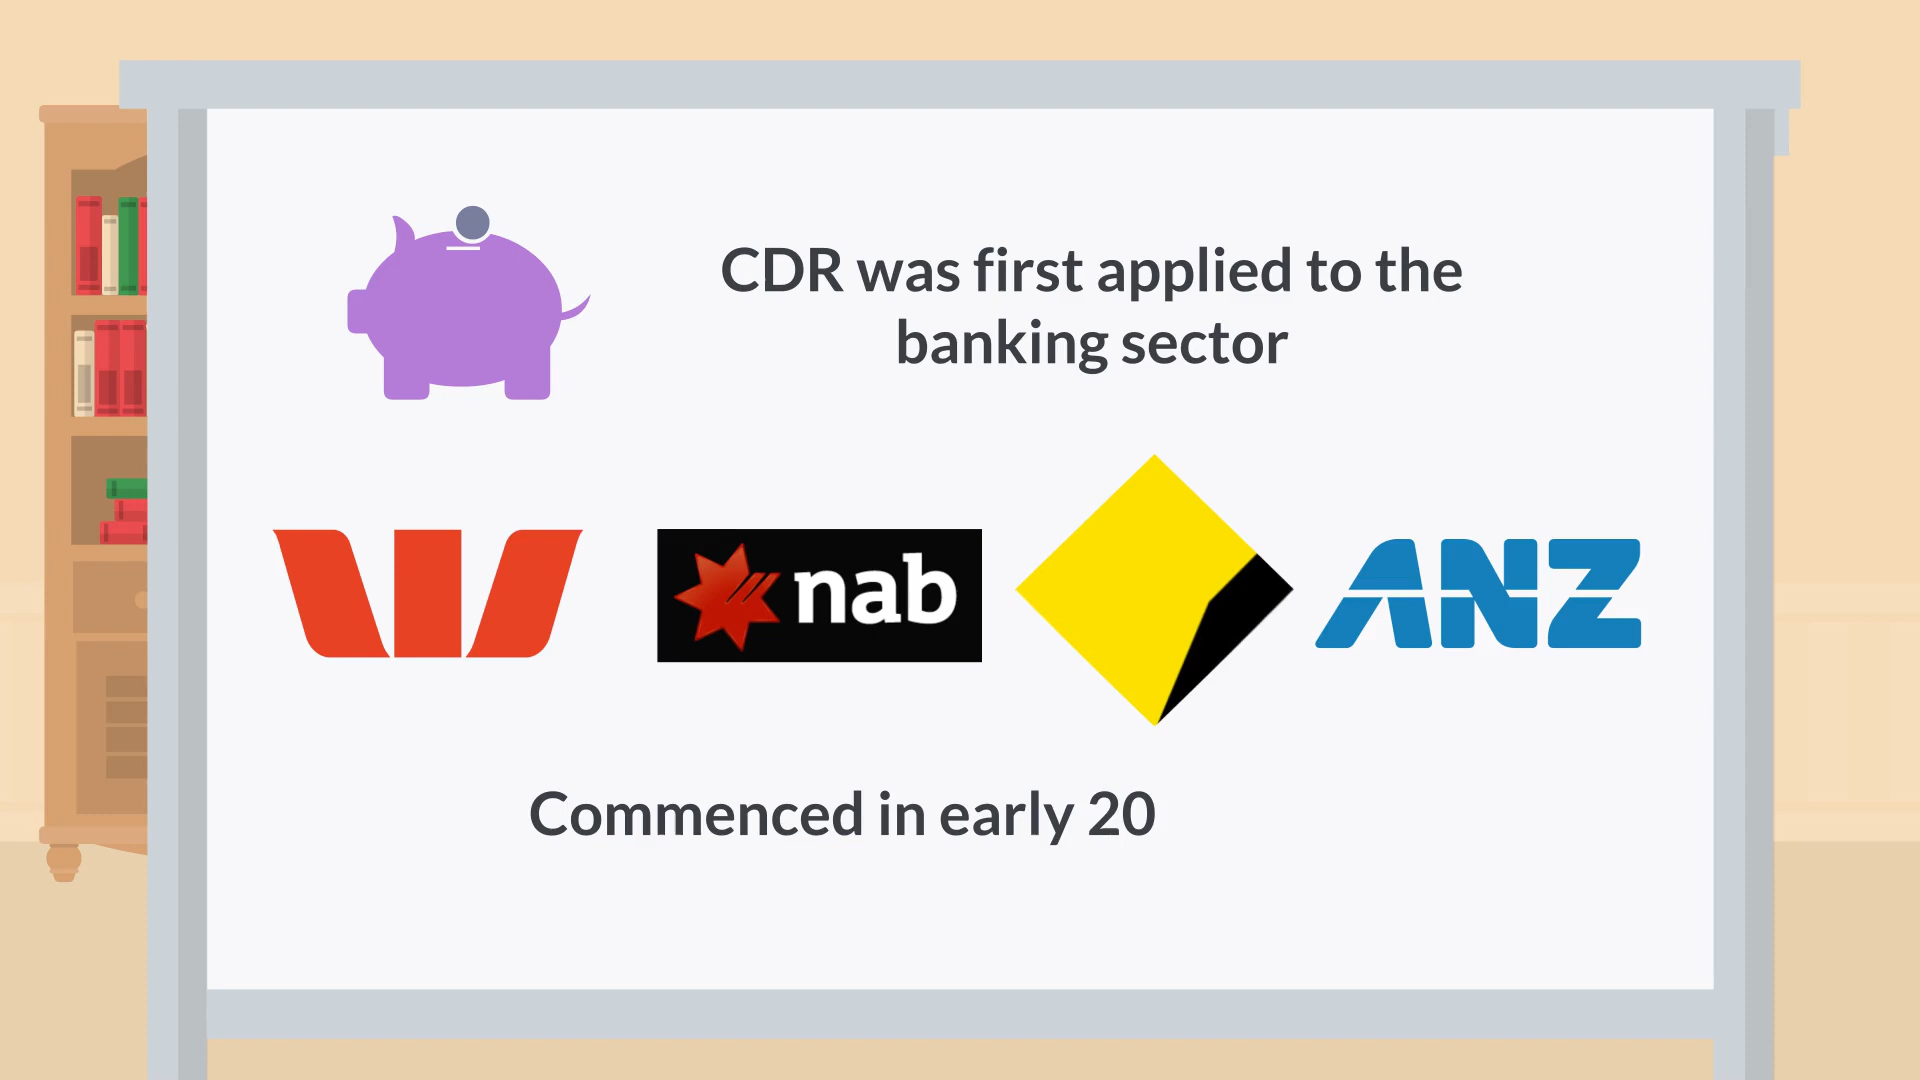 CDR was first applied to the
banking sector
nab
ANZ
Commenced in early 20